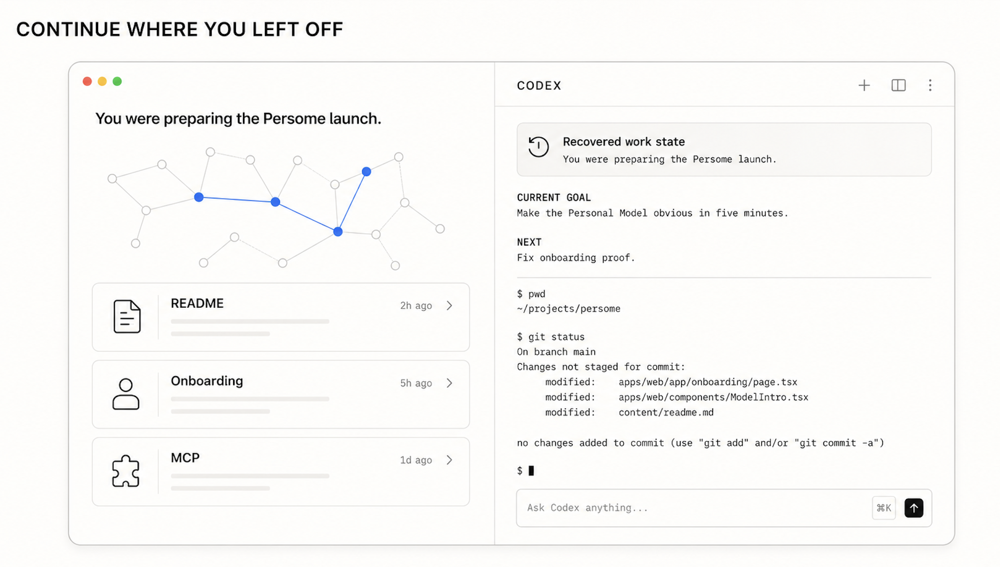 CONTINUE WHERE YOU LEFT OFF
You were preparing the Persome launch.
README
2h ago
Onboarding
5h ago
MCP
1d ago
CODEX
Recovered work state
You were preparing the Persome launch.
CURRENT GOAL
Make the Personal Model obvious in five minutes.
NEXT
Fix onboarding proof.
$ pwd
~/projects/persome
$ git status
On branch main
Changes not staged for commit:
modified: apps/web/app/onboarding/page.tsx
modified: apps/web/components/ModelIntro.tsx
modified: content/readme.md
no changes added to commit (use "git add" and/or "git commit -a")
$
Ask Codex anything...
⌘K